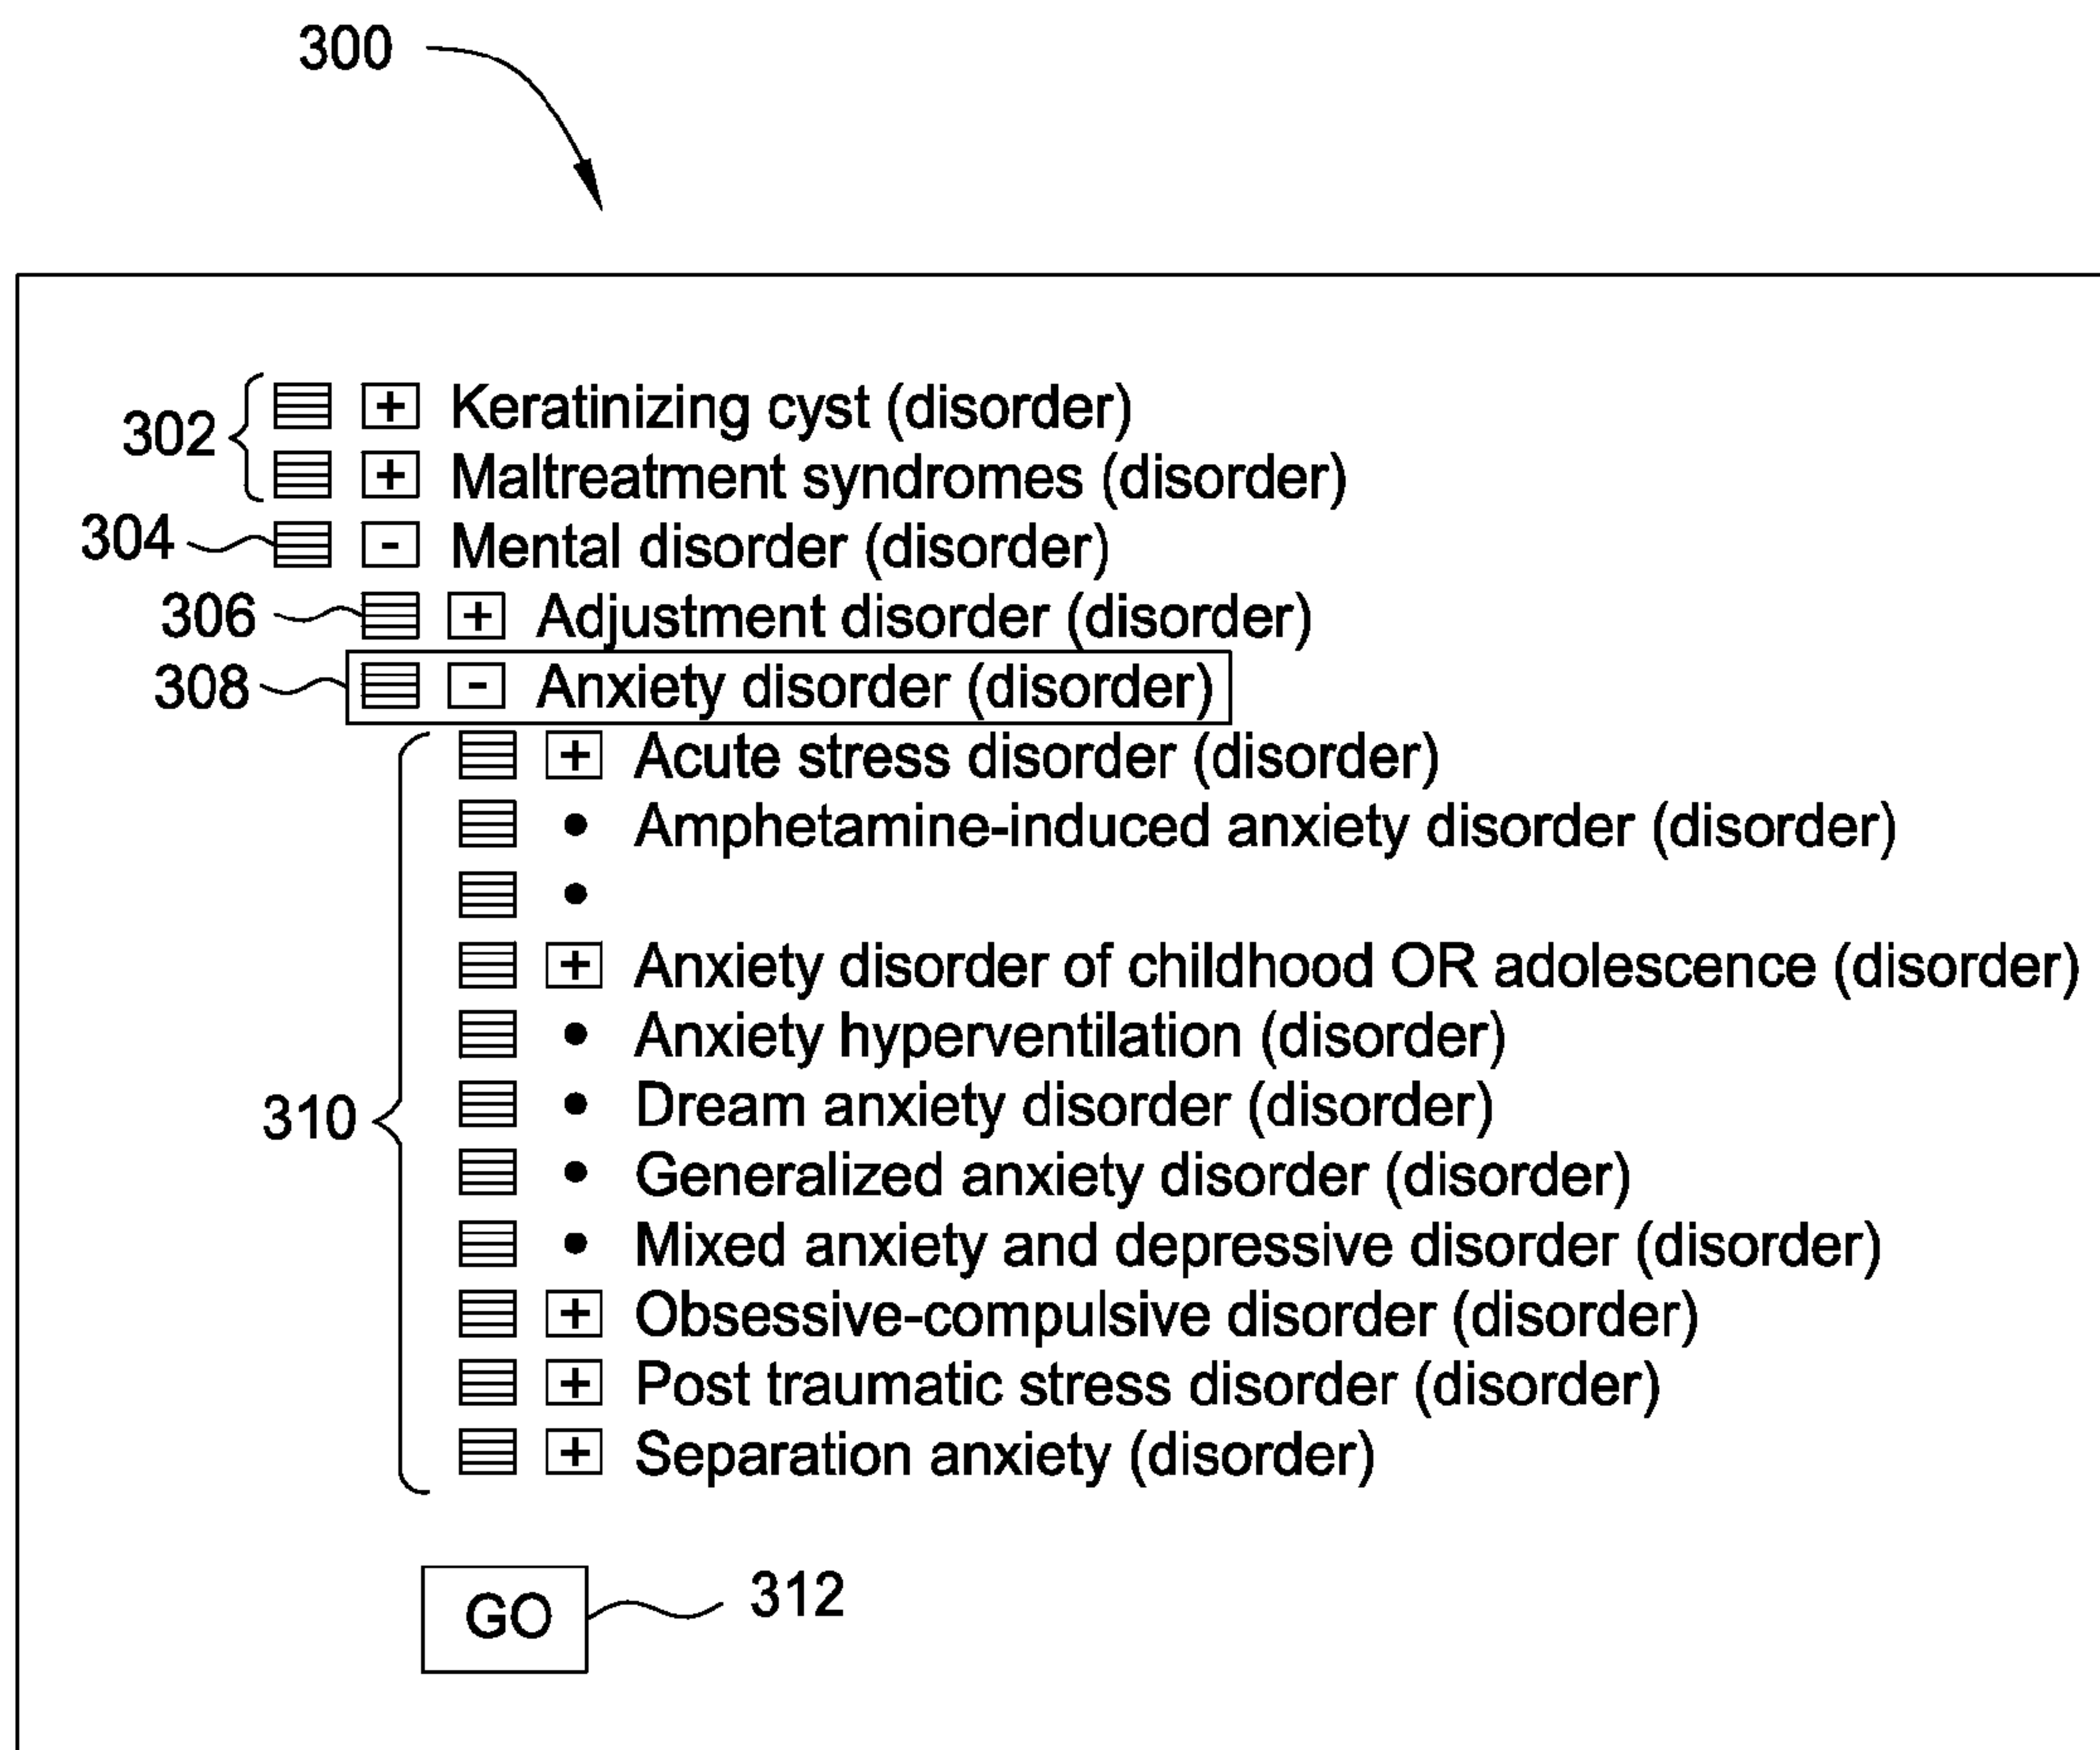 300
302
+ Keratinizing cyst (disorder)
+ Maltreatment syndromes (disorder)
304 - Mental disorder (disorder)
306 + Adjustment disorder (disorder)
308 - Anxiety disorder (disorder)
310
+ Acute stress disorder (disorder)
• Amphetamine-induced anxiety disorder (disorder)
•
+ Anxiety disorder of childhood OR adolescence (disorder)
• Anxiety hyperventilation (disorder)
• Dream anxiety disorder (disorder)
• Generalized anxiety disorder (disorder)
• Mixed anxiety and depressive disorder (disorder)
+ Obsessive-compulsive disorder (disorder)
+ Post traumatic stress disorder (disorder)
+ Separation anxiety (disorder)
GO 312